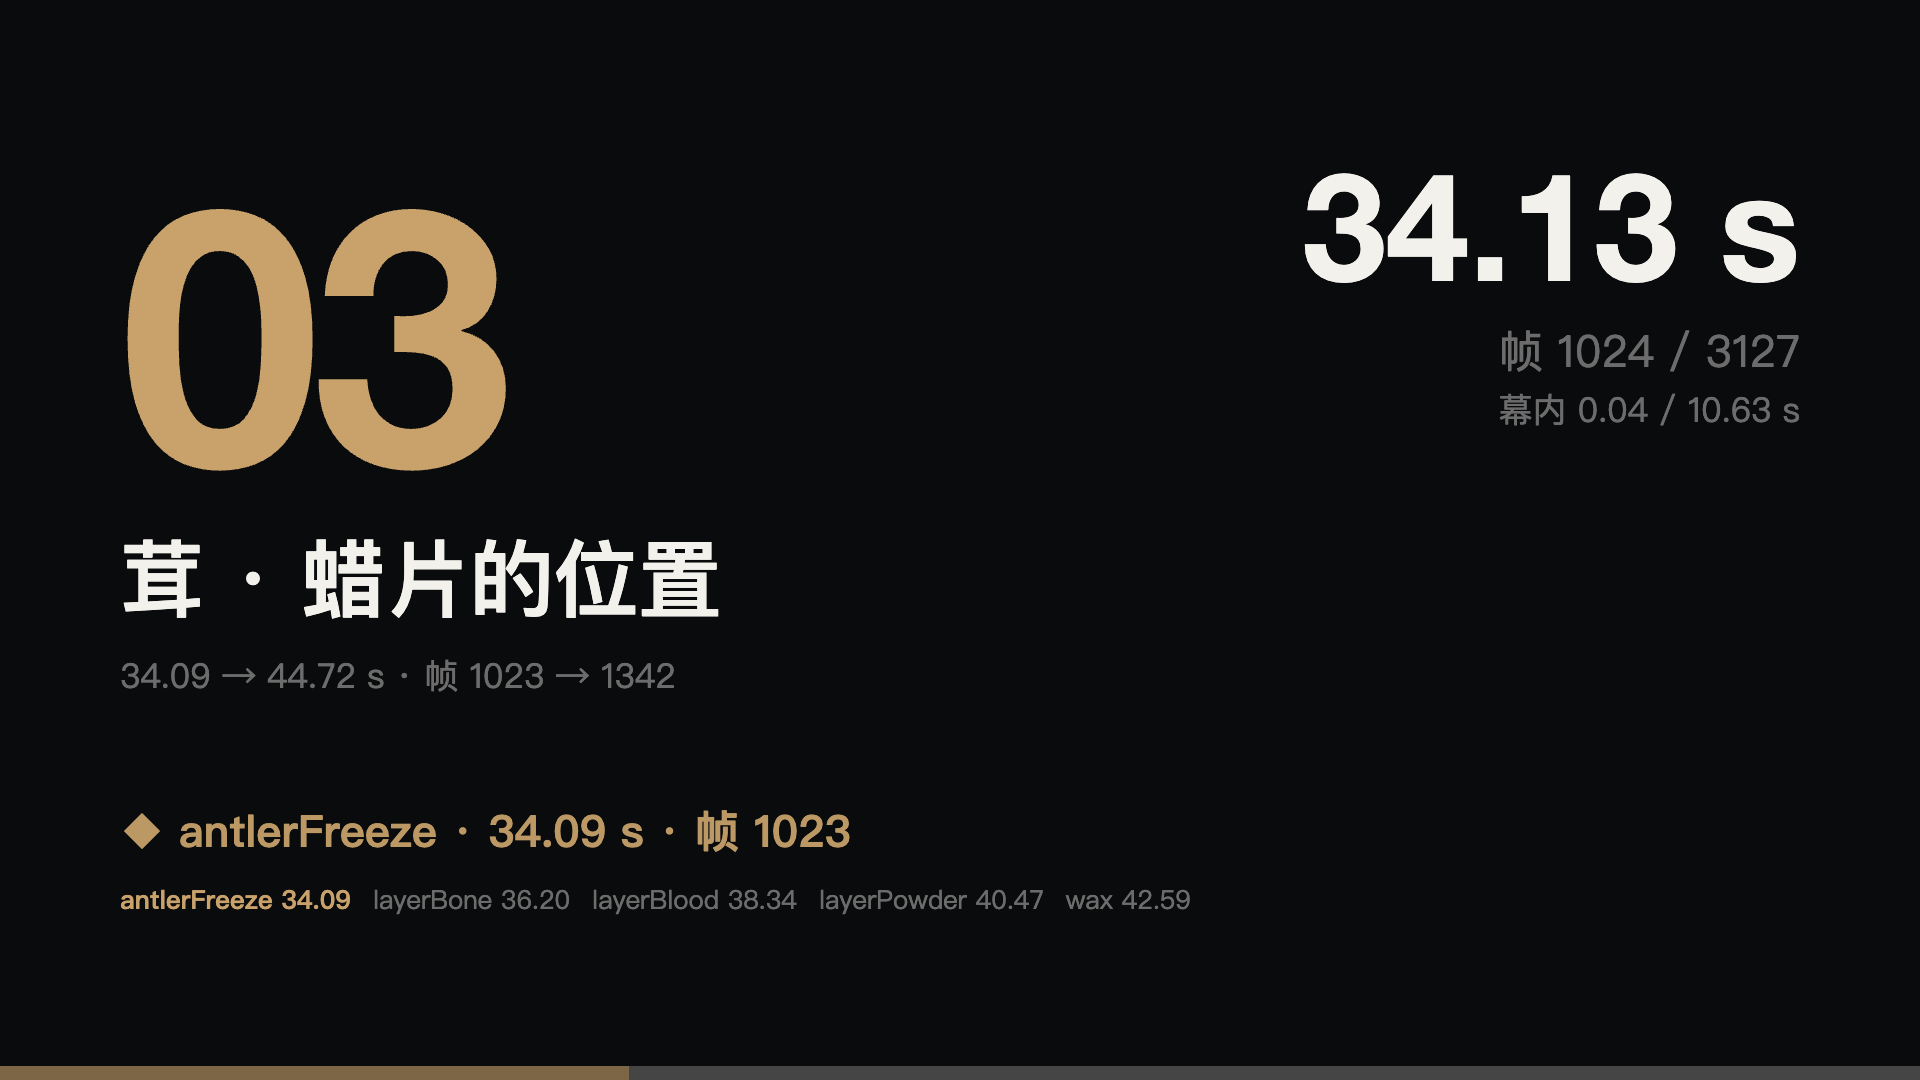 03
34.13 s
帧 1024 / 3127
幕内 0.04 / 10.63 s
茸 · 蜡片的位置
34.09 → 44.72 s · 帧 1023 → 1342
◆ antlerFreeze · 34.09 s · 帧 1023
antlerFreeze 34.09 layerBone 36.20 layerBlood 38.34 layerPowder 40.47 wax 42.59